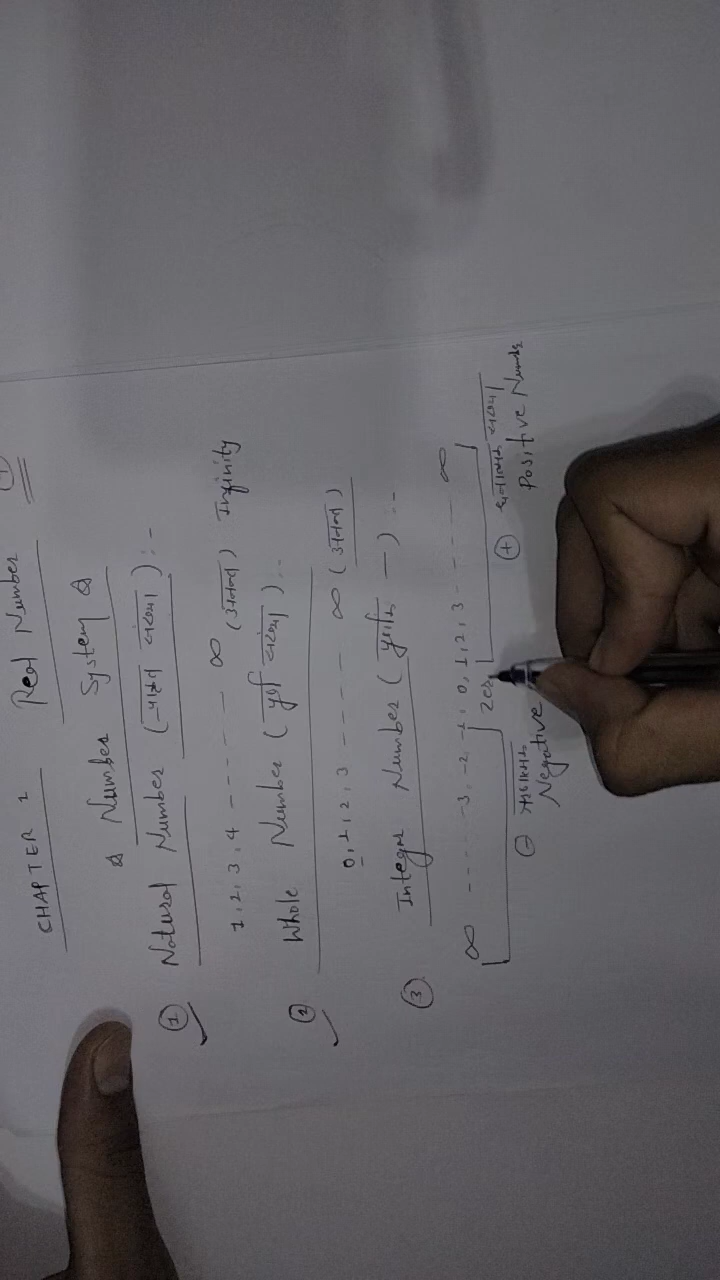 CHAPTER 1 Real Number ①
Number System
① Natural Number (प्राकृत संख्या) :-
1, 2, 3, 4 ----- ∞ (अनन्त) Infinity
② Whole Number (पूर्ण संख्या) :-
0, 1, 2, 3 ----- ∞ (अनन्त)
③ Integer Number (पूर्णांक —) :-
∞ ---- -3, -2, -1, 0, 1, 2, 3 ------ ∞
⊖ ऋणात्मक ⊕ धनात्मक संख्या
Negative Positive Number